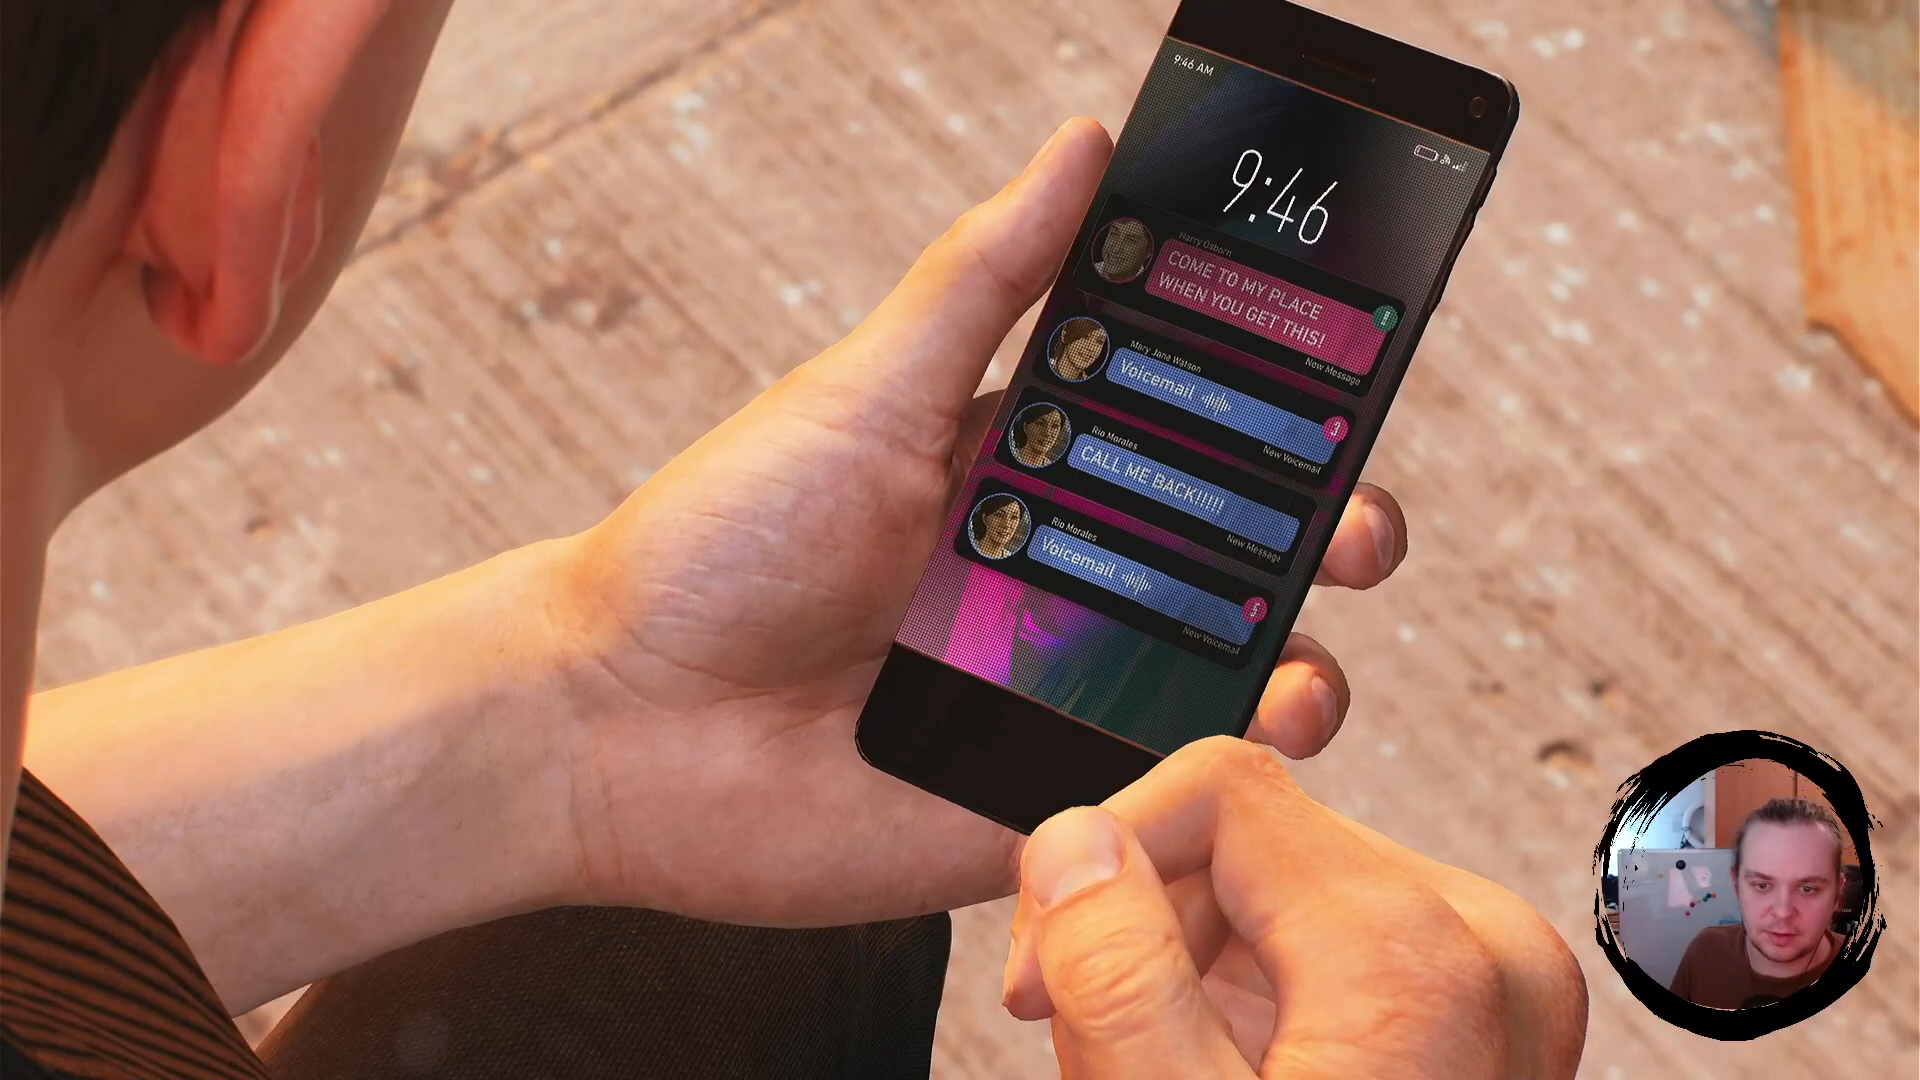 9:46 AM
9:46
Harry Osborn
COME TO MY PLACE
WHEN YOU GET THIS!
!!
New Message
Mary Jane Watson
Voicemail
3
New Voicemail
Rio Morales
CALL ME BACK!!!!!
New Message
Rio Morales
Voicemail
5
New Voicemail